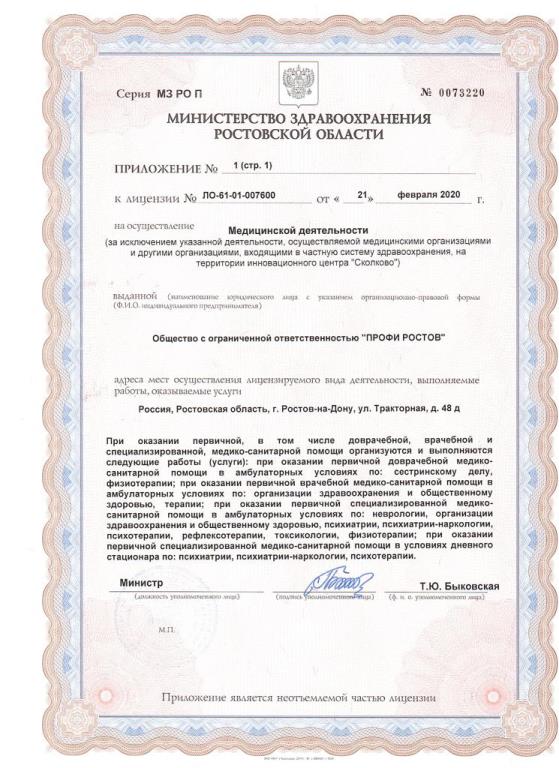 Серия МЗ РО П
№ 0073220
МИНИСТЕРСТВО ЗДРАВООХРАНЕНИЯ
РОСТОВСКОЙ ОБЛАСТИ
ПРИЛОЖЕНИЕ № 1 (стр. 1)
к лицензии № ЛО-61-01-007600 от « 21 » февраля 2020 г.
на осуществление Медицинской деятельности
(за исключением указанной деятельности, осуществляемой медицинскими организациями
и другими организациями, входящими в частную систему здравоохранения, на
территории инновационного центра "Сколково")
выданной (наименование юридического лица с указанием организационно-правовой формы
(Ф.И.О. индивидуального предпринимателя)
Общество с ограниченной ответственностью "ПРОФИ РОСТОВ"
адреса мест осуществления лицензируемого вида деятельности, выполняемые
работы, оказываемые услуги
Россия, Ростовская область, г. Ростов-на-Дону, ул. Тракторная, д. 48 д
При оказании первичной, в том числе доврачебной, врачебной и
специализированной, медико-санитарной помощи организуются и выполняются
следующие работы (услуги): при оказании первичной доврачебной медико-
санитарной помощи в амбулаторных условиях по: сестринскому делу,
физиотерапии; при оказании первичной врачебной медико-санитарной помощи в
амбулаторных условиях по: организации здравоохранения и общественному
здоровью, терапии; при оказании первичной специализированной медико-
санитарной помощи в амбулаторных условиях по: неврологии, организации
здравоохранения и общественному здоровью, психиатрии, психиатрии-наркологии,
психотерапии, рефлексотерапии, токсикологии, физиотерапии; при оказании
первичной специализированной медико-санитарной помощи в условиях дневного
стационара по: психиатрии, психиатрии-наркологии, психотерапии.
Министр Т.Ю. Быковская
(должность уполномоченного лица) (подпись уполномоченного лица) (ф. и. о. уполномоченного лица)
М.П.
Приложение является неотъемлемой частью лицензии